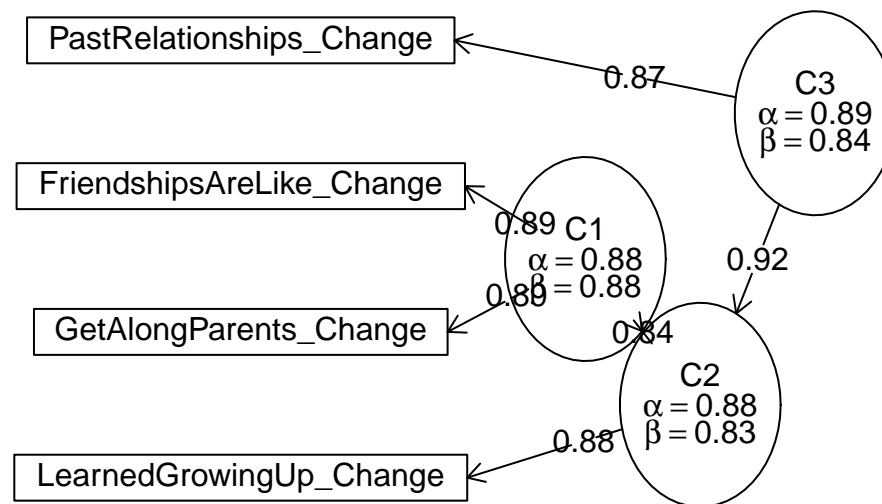 PastRelationships_Change
0.87
C3
α = 0.89
β = 0.84
FriendshipsAreLike_Change
0.89
C1
α = 0.88
β = 0.88
0.92
GetAlongParents_Change
0.84
C2
α = 0.88
β = 0.83
0.88
LearnedGrowingUp_Change